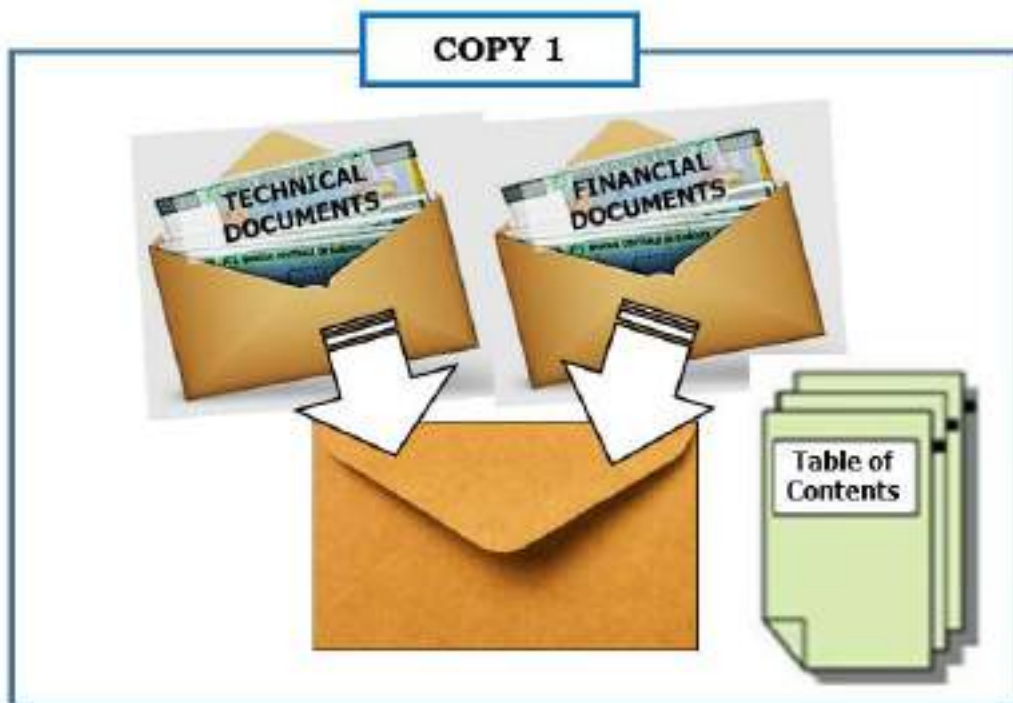 COPY 1
TECHNICAL
DOCUMENTS
FINANCIAL
DOCUMENTS
Table of
Contents